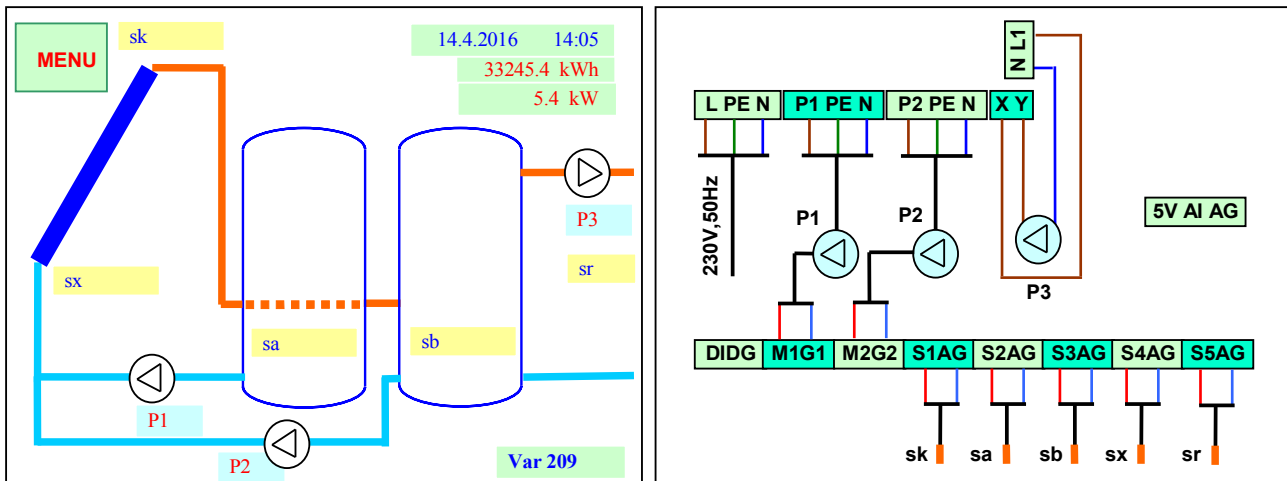 sk
MENU
14.4.2016 14:05
33245.4 kWh
5.4 kW
P3
sr
sx
sa
sb
P1
P2
Var 209
N L1
L PE N
P1 PE N
P2 PE N
X Y
230V,50Hz
P1
P2
P3
5V AI AG
DIDG
M1G1
M2G2
S1AG
S2AG
S3AG
S4AG
S5AG
sk
sa
sb
sx
sr